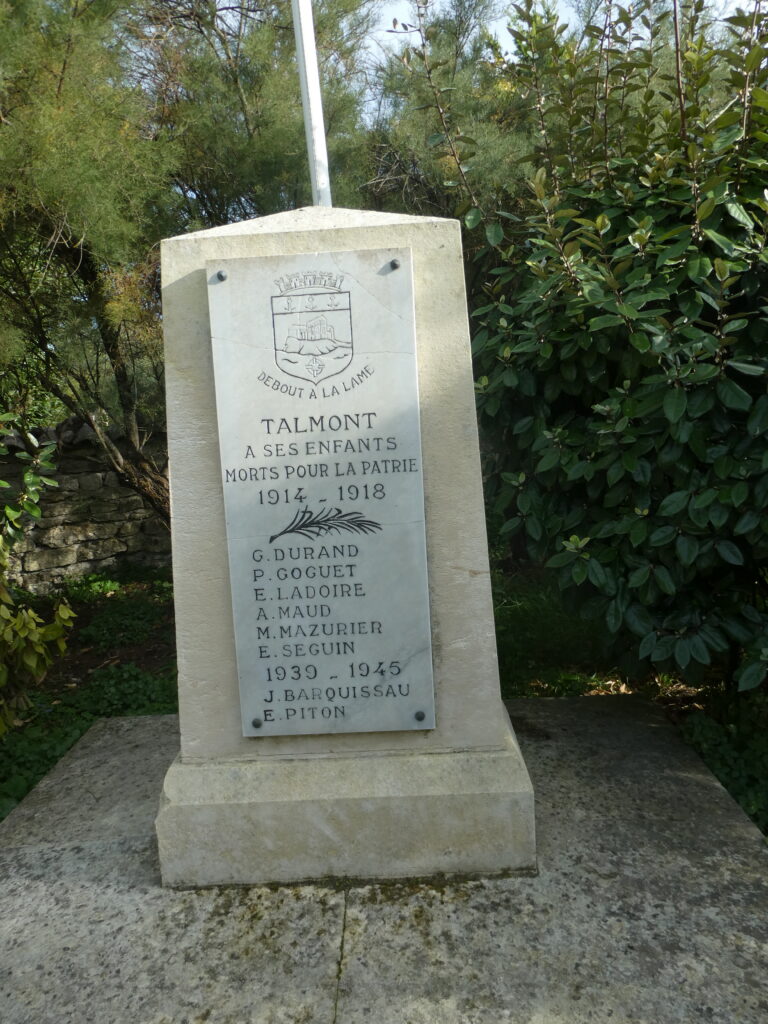 DEBOUT A LA LAME
TALMONT
A SES ENFANTS
MORTS POUR LA PATRIE
1914 - 1918
G. DURAND
P. GOGUET
E. LADOIRE
A. MAUD
M. MAZURIER
E. SEGUIN
1939 - 1945
J. BARQUISSAU
E. PITON